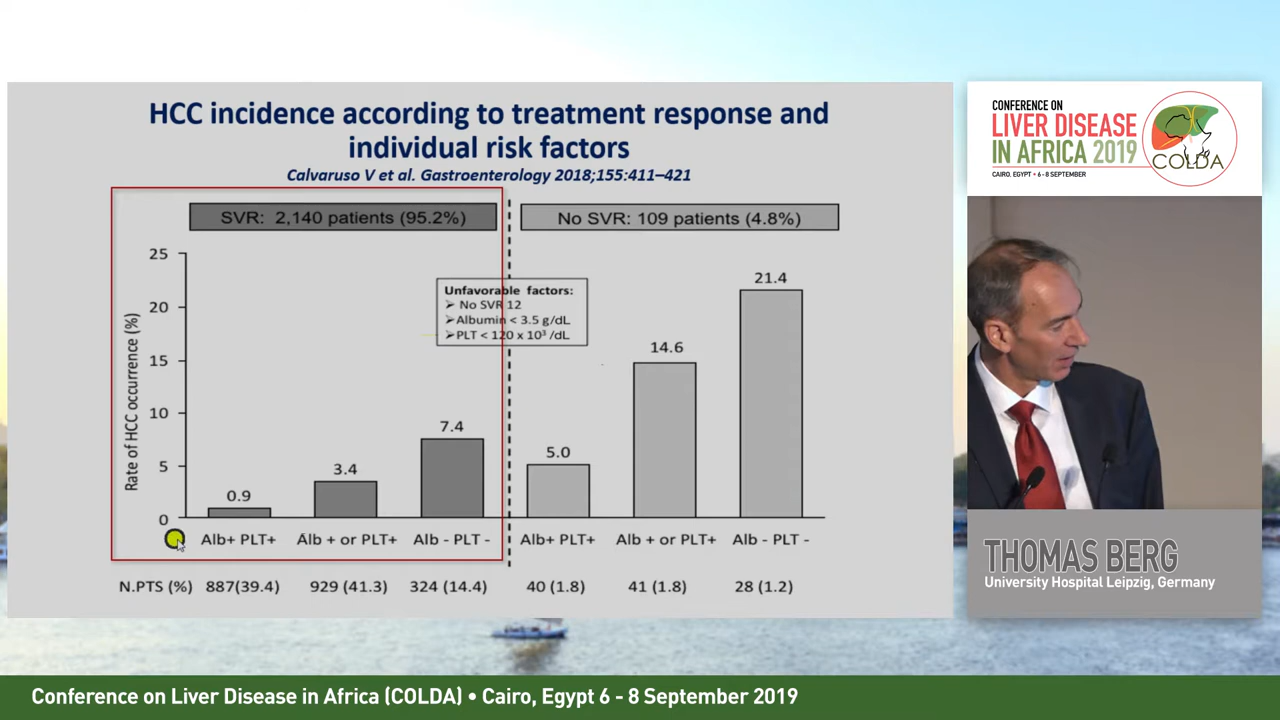 HCC incidence according to treatment response and
individual risk factors
Calvaruso V et al. Gastroenterology 2018;155:411–421
SVR: 2,140 patients (95.2%)
No SVR: 109 patients (4.8%)
Rate of HCC occurrence (%)
25
20
15
10
5
0
Unfavorable factors:
➢ No SVR 12
➢Albumin < 3.5 g/dL
➢PLT < 120 x 10³ /dL
0.9
3.4
7.4
5.0
14.6
21.4
Alb+ PLT+
Alb + or PLT+
Alb - PLT -
Alb+ PLT+
Alb + or PLT+
Alb - PLT -
N.PTS (%) 887(39.4) 929 (41.3) 324 (14.4) 40 (1.8) 41 (1.8) 28 (1.2)
CONFERENCE ON
LIVER DISEASE
IN AFRICA 2019
CAIRO, EGYPT • 6 - 8 SEPTEMBER
COLDA
THOMAS BERG
University Hospital Leipzig, Germany
Conference on Liver Disease in Africa (COLDA) • Cairo, Egypt 6 - 8 September 2019